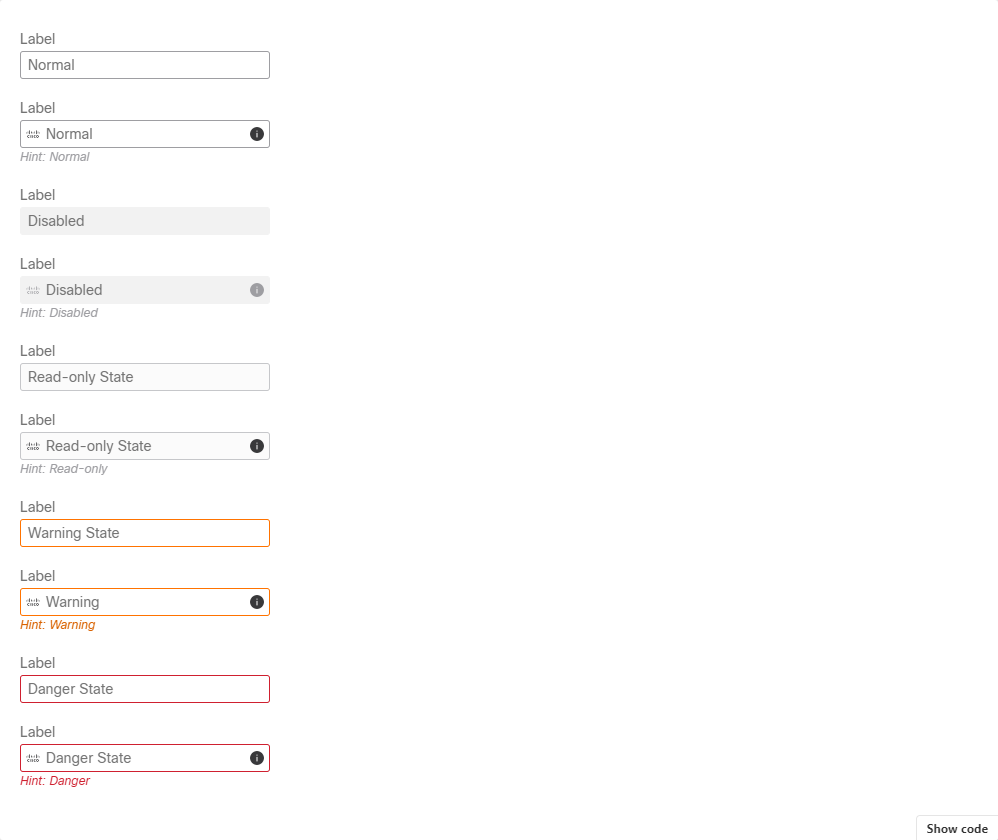 Label
Normal
Label
Normal
Hint: Normal
Label
Disabled
Label
Disabled
Hint: Disabled
Label
Read-only State
Label
Read-only State
Hint: Read-only
Label
Warning State
Label
Warning
Hint: Warning
Label
Danger State
Label
Danger State
Hint: Danger
Show code